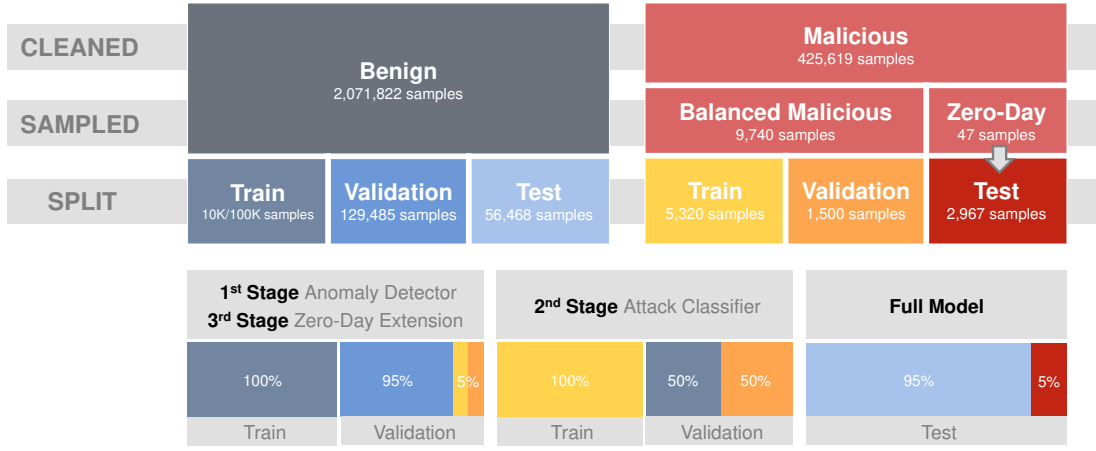 CLEANED
Benign
2,071,822 samples
Malicious
425,619 samples
SAMPLED
Balanced Malicious
9,740 samples
Zero-Day
47 samples
SPLIT
Train
10K/100K samples
Validation
129,485 samples
Test
56,468 samples
Train
5,320 samples
Validation
1,500 samples
Test
2,967 samples
1st Stage Anomaly Detector
3rd Stage Zero-Day Extension
2nd Stage Attack Classifier
Full Model
100%
95%
5%
100%
50%
50%
95%
5%
Train
Validation
Train
Validation
Test